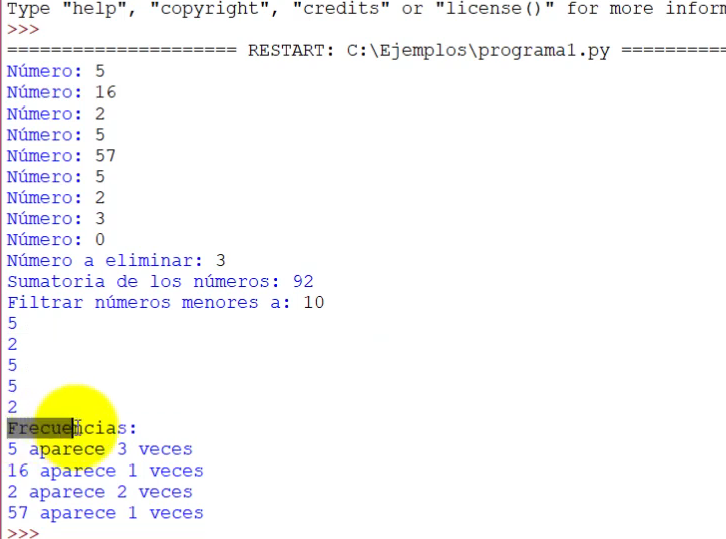 Type "help", "copyright", "credits" or "license()" for more infor
>>>
====================== RESTART: C:\Ejemplos\programa1.py ==========
Número: 5
Número: 16
Número: 2
Número: 5
Número: 57
Número: 5
Número: 2
Número: 3
Número: 0
Número a eliminar: 3
Sumatoria de los números: 92
Filtrar números menores a: 10
5
2
5
5
2
Frecuencias:
5 aparece 3 veces
16 aparece 1 veces
2 aparece 2 veces
57 aparece 1 veces
>>>